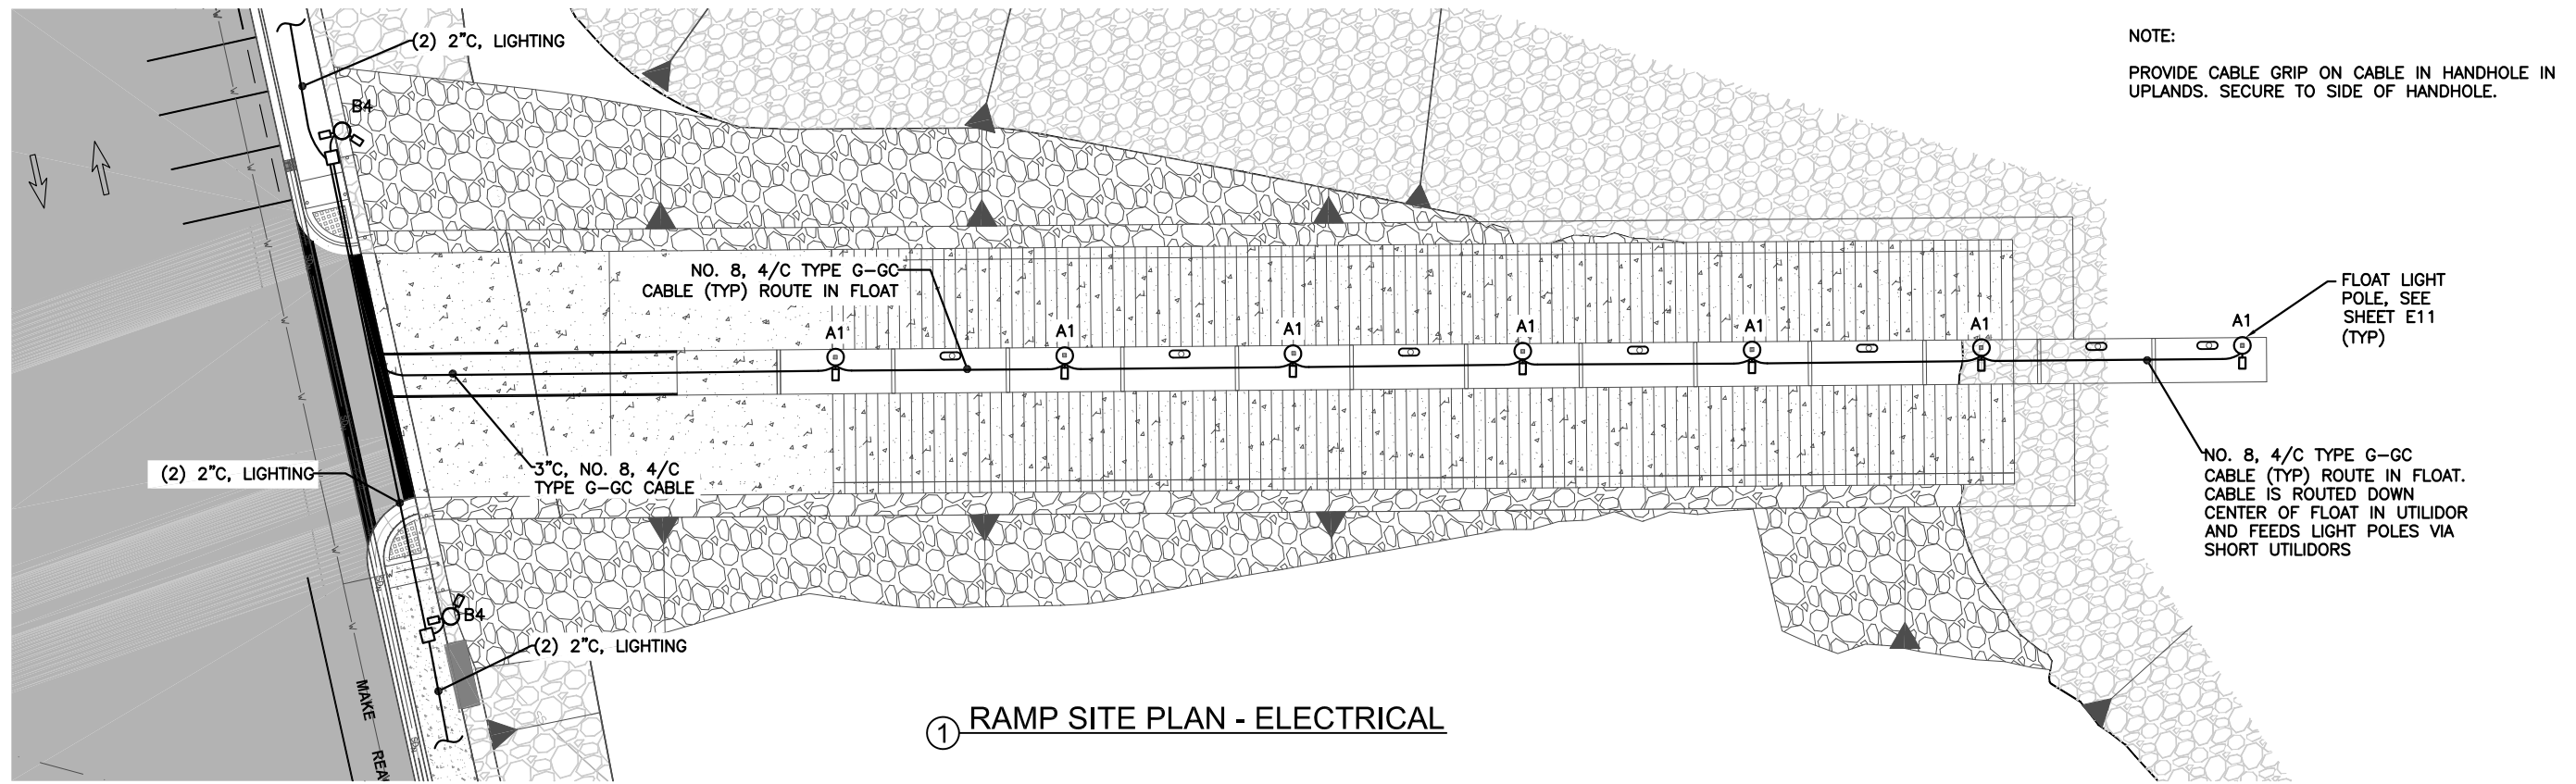 (2) 2"C, LIGHTING
B4
NOTE:
PROVIDE CABLE GRIP ON CABLE IN HANDHOLE IN
UPLANDS. SECURE TO SIDE OF HANDHOLE.
NO. 8, 4/C TYPE G-GC
CABLE (TYP) ROUTE IN FLOAT
A1
A1
A1
A1
A1
A1
A1
FLOAT LIGHT
POLE, SEE
SHEET E11
(TYP)
(2) 2"C, LIGHTING
3"C, NO. 8, 4/C
TYPE G-GC CABLE
NO. 8, 4/C TYPE G-GC
CABLE (TYP) ROUTE IN FLOAT.
CABLE IS ROUTED DOWN
CENTER OF FLOAT IN UTILIDOR
AND FEEDS LIGHT POLES VIA
SHORT UTILIDORS
B4
(2) 2"C, LIGHTING
MAKE
1 RAMP SITE PLAN - ELECTRICAL